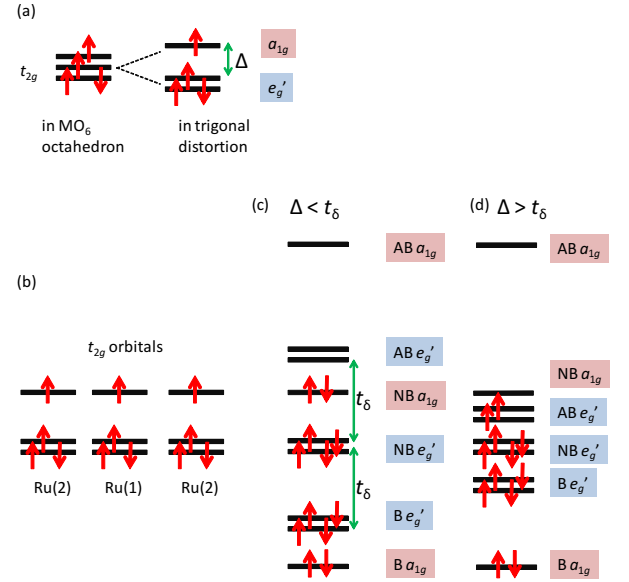 (a)
a1g
t2g
Δ
eg’
in MO6
octahedron
in trigonal
distortion
(c) Δ < tδ
(d) Δ > tδ
AB a1g
AB a1g
(b)
t2g orbitals
AB eg’
NB a1g
tδ
NB a1g
AB eg’
NB eg’
NB eg’
B eg’
Ru(2) Ru(1) Ru(2)
tδ
B eg’
B a1g
B a1g